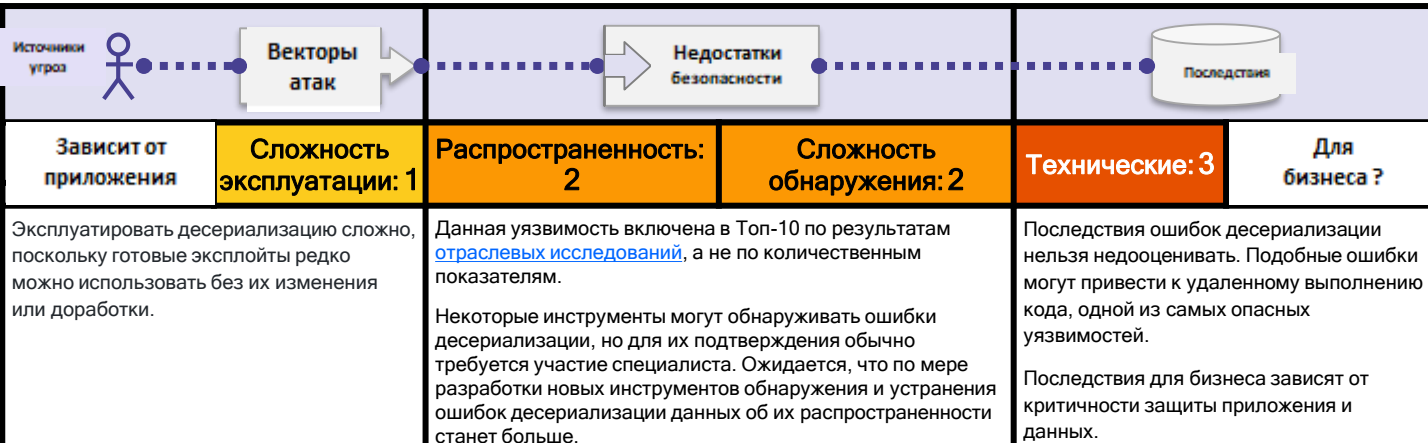 Источники
угроз
Векторы
атак
Недостатки
безопасности
Последствия
Зависит от
приложения
Сложность
эксплуатации: 1
Распространенность:
2
Сложность
обнаружения: 2
Технические: 3
Для
бизнеса ?
Эксплуатировать десериализацию сложно,
поскольку готовые эксплойты редко
можно использовать без их изменения
или доработки.
Данная уязвимость включена в Топ-10 по результатам
отраслевых исследований, а не по количественным
показателям.
Некоторые инструменты могут обнаруживать ошибки
десериализации, но для их подтверждения обычно
требуется участие специалиста. Ожидается, что по мере
разработки новых инструментов обнаружения и устранения
ошибок десериализации данных об их распространенности
станет больше.
Последствия ошибок десериализации
нельзя недооценивать. Подобные ошибки
могут привести к удаленному выполнению
кода, одной из самых опасных
уязвимостей.
Последствия для бизнеса зависят от
критичности защиты приложения и
данных.